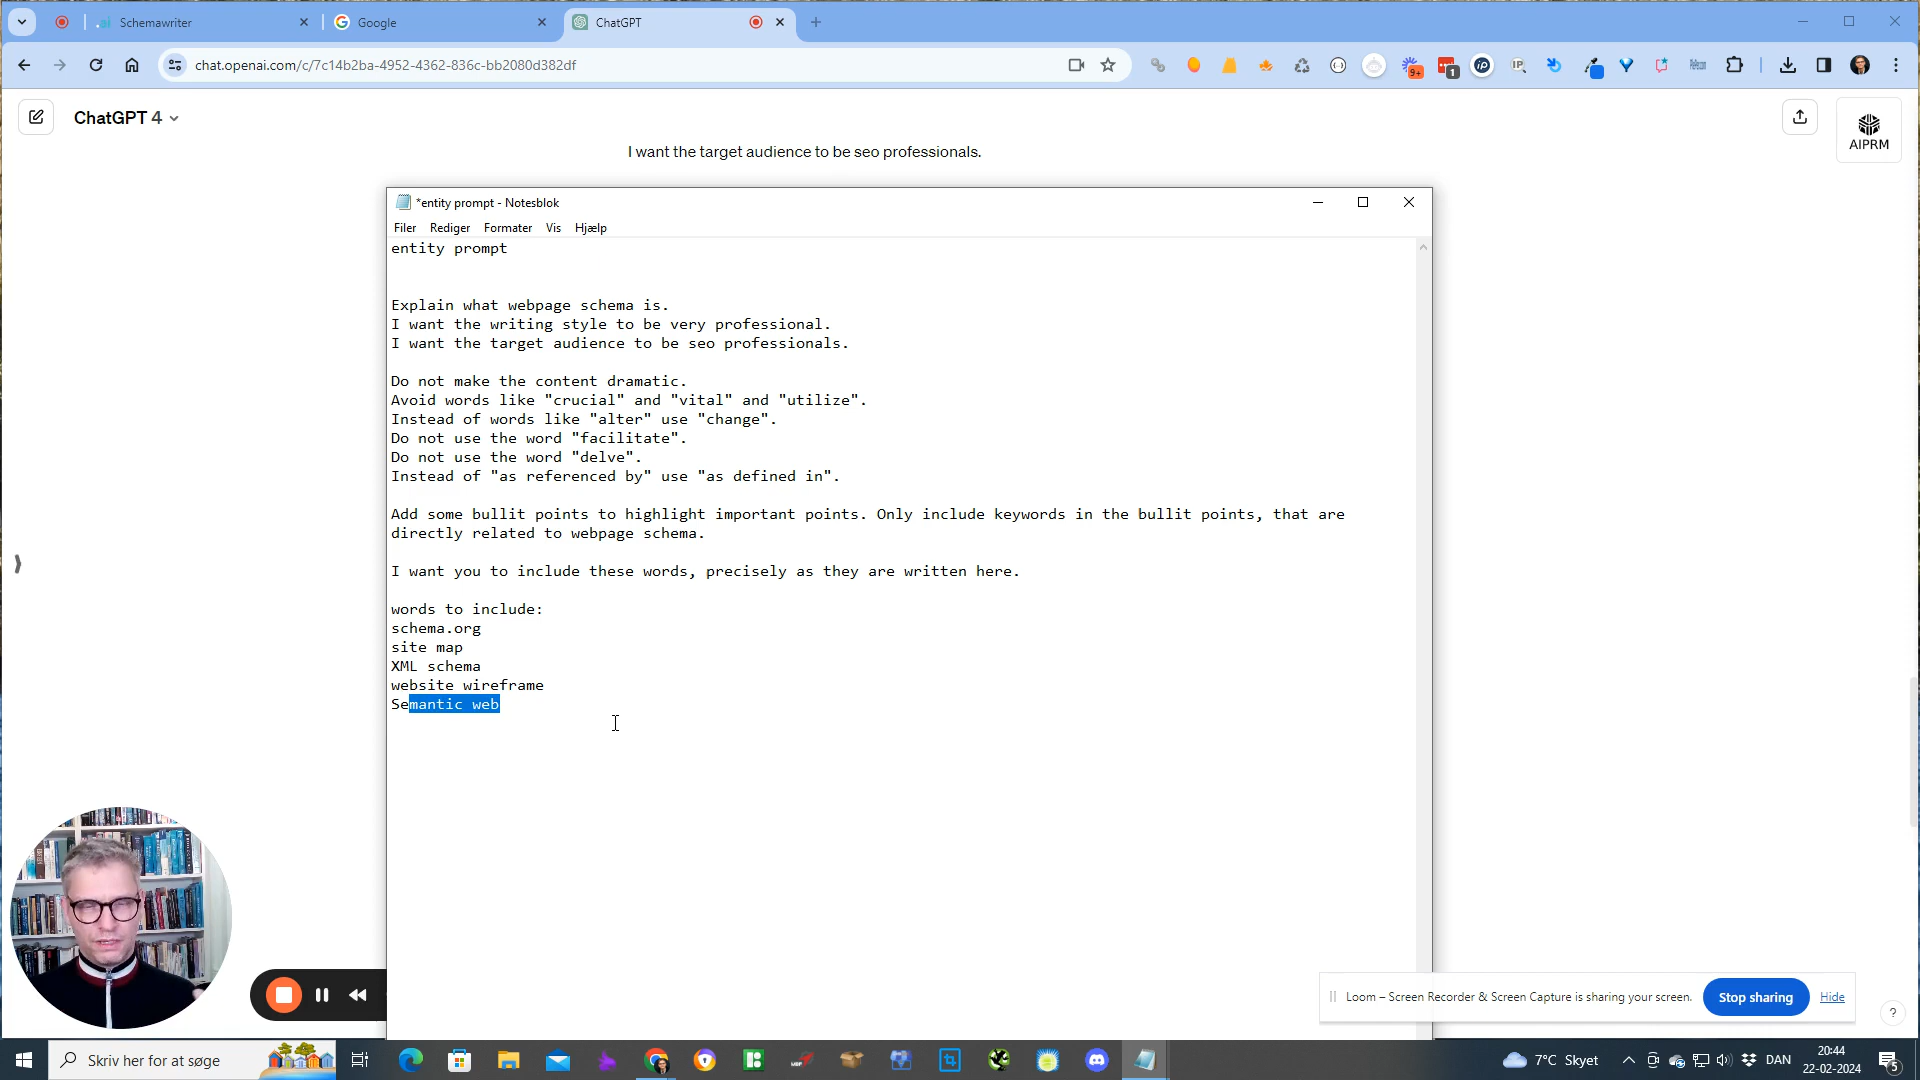 Schemawriter
Google
ChatGPT
chat.openai.com/c/7c14b2ba-4952-4362-836c-bb2080d382df
9+
1
ChatGPT 4
AIPRM
I want the target audience to be seo professionals.
*entity prompt - Notesblok
Filer Rediger Formater Vis Hjælp
entity prompt
Explain what webpage schema is.
I want the writing style to be very professional.
I want the target audience to be seo professionals.
Do not make the content dramatic.
Avoid words like "crucial" and "vital" and "utilize".
Instead of words like "alter" use "change".
Do not use the word "facilitate".
Do not use the word "delve".
Instead of "as referenced by" use "as defined in".
Add some bullit points to highlight important points. Only include keywords in the bullit points, that are
directly related to webpage schema.
I want you to include these words, precisely as they are written here.
words to include:
schema.org
site map
XML schema
website wireframe
Semantic web
Loom – Screen Recorder & Screen Capture is sharing your screen. Stop sharing Hide
?
Skriv her for at søge
7°C Skyet
DAN
20:44
22-02-2024
5